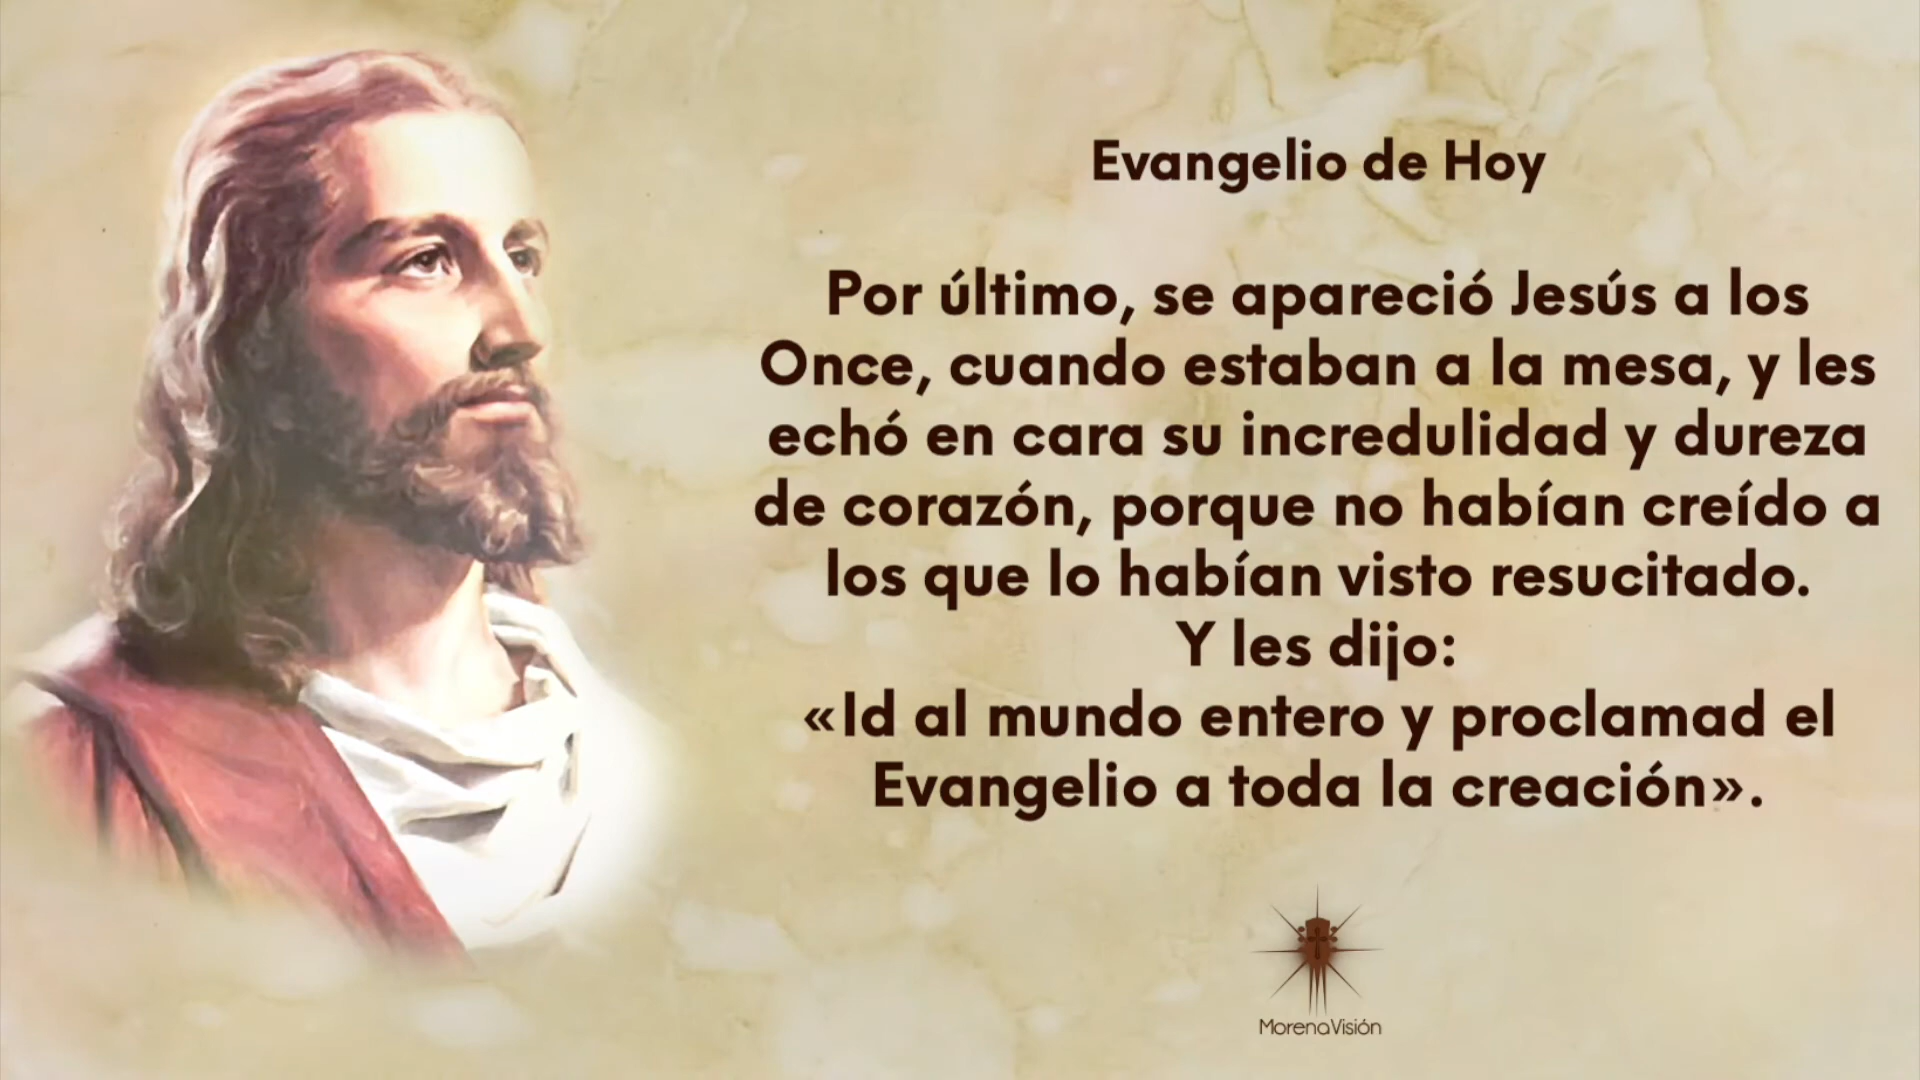 Evangelio de Hoy
Por último, se apareció Jesús a los
Once, cuando estaban a la mesa, y les
echó en cara su incredulidad y dureza
de corazón, porque no habían creído a
los que lo habían visto resucitado.
Y les dijo:
«Id al mundo entero y proclamad el
Evangelio a toda la creación».
MorenaVisión